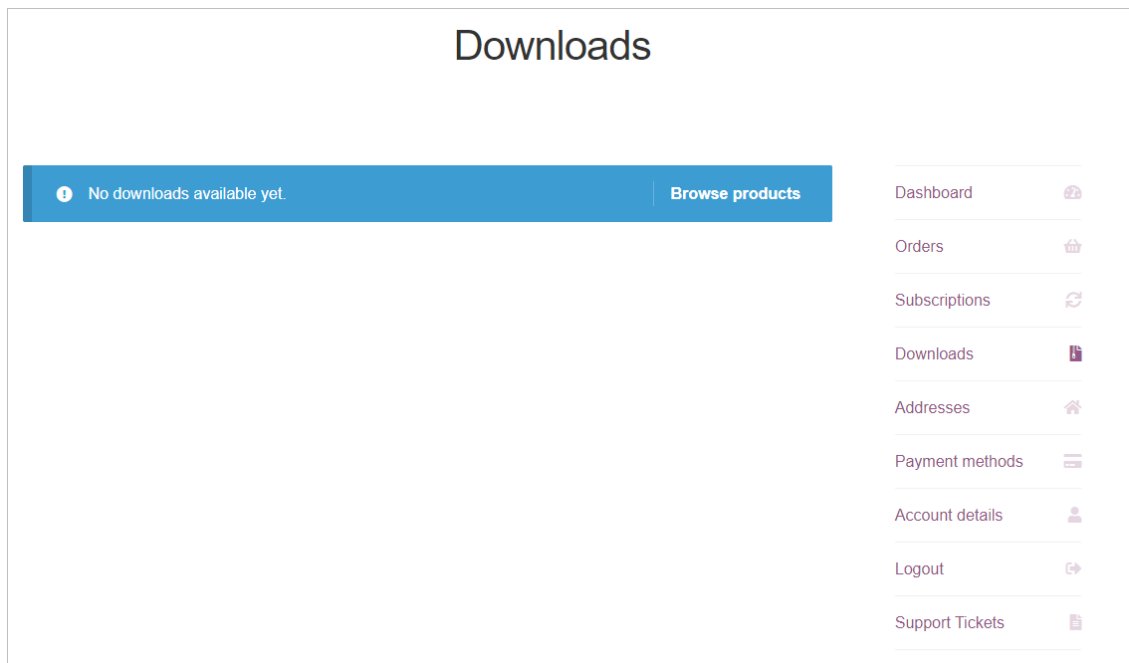 Downloads
No downloads available yet.
Browse products
Dashboard
Orders
Subscriptions
Downloads
Addresses
Payment methods
Account details
Logout
Support Tickets